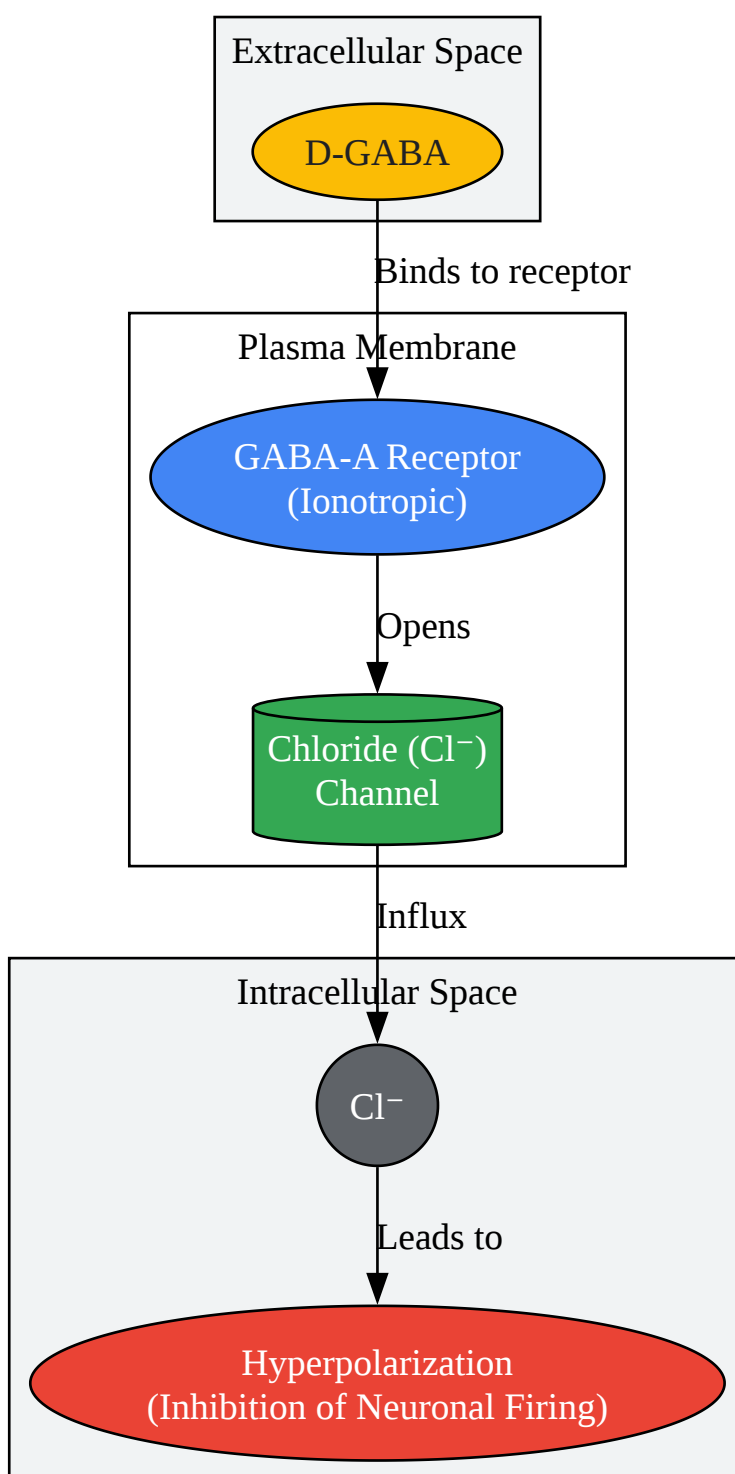 Extracellular Space
D-GABA
Binds to receptor
Plasma Membrane
GABA-A Receptor
(Ionotropic)
Opens
Chloride (Cl⁻)
Channel
Influx
Intracellular Space
Cl⁻
Leads to
Hyperpolarization
(Inhibition of Neuronal Firing)